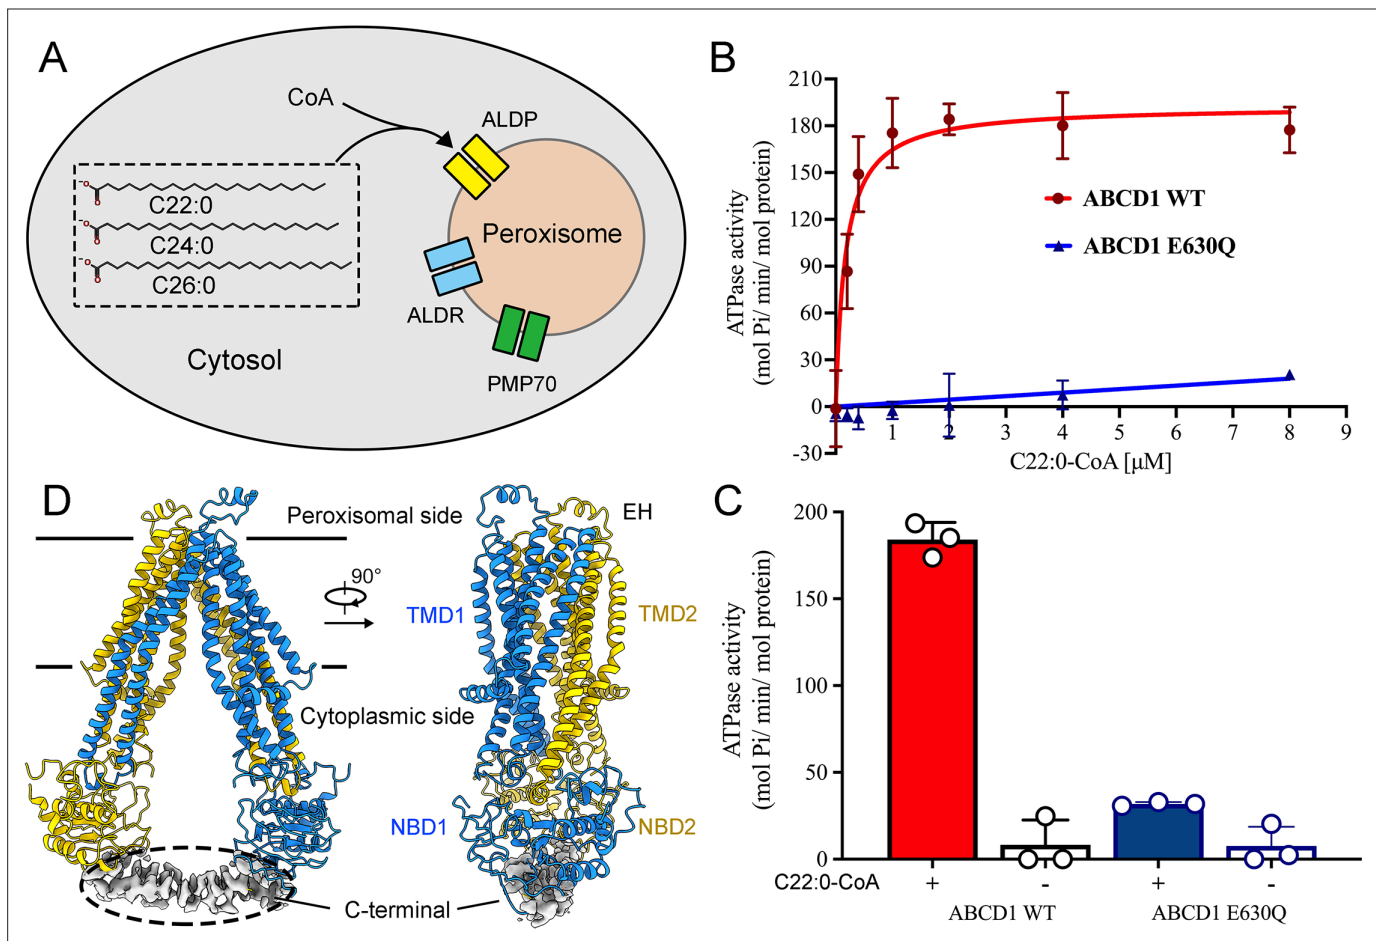 A
CoA
ALDP
C22:0
C24:0
C26:0
Peroxisome
ALDR
PMP70
Cytosol
B
ATPase activity
(mol Pi/ min/ mol protein)
210
180
150
120
90
60
30
0
-30
1 2 3 4 5 6 7 8 9
C22:0-CoA [μM]
ABCD1 WT
ABCD1 E630Q
D
Peroxisomal side
EH
90°
TMD1
TMD2
Cytoplasmic side
NBD1
NBD2
C-terminal
C
ATPase activity
(mol Pi/ min/ mol protein)
200
150
100
50
0
C22:0-CoA + - + -
ABCD1 WT ABCD1 E630Q